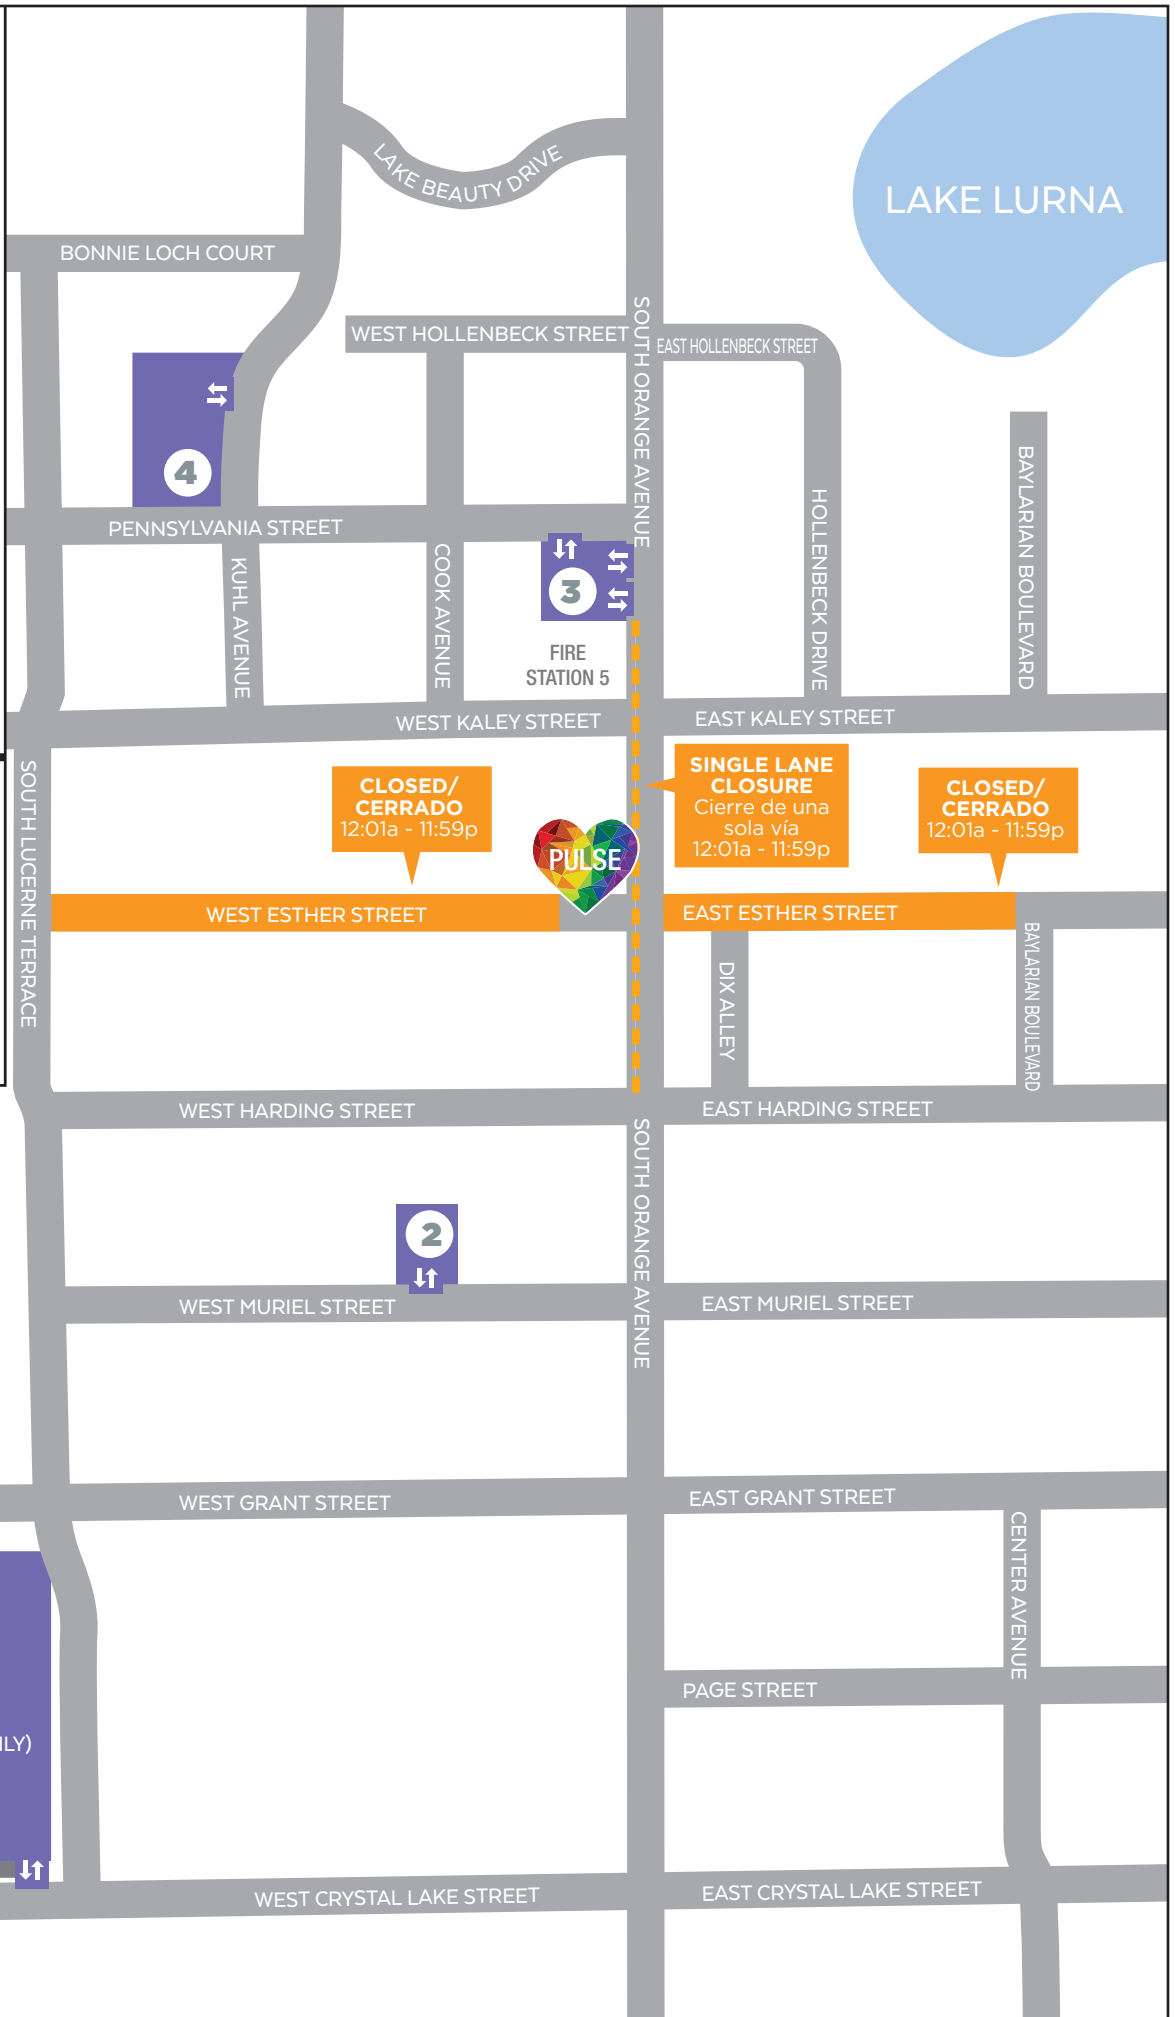 LAKE BEAUTY DRIVE
LAKE LURNA
BONNIE LOCH COURT
SOUTH ORANGE AVENUE
WEST HOLLENBECK STREET
EAST HOLLENBECK STREET
4
BAYLARIAN BOULEVARD
HOLLENBECK DRIVE
PENNSYLVANIA STREET
KUHL AVENUE
COOK AVENUE
3
FIRE
STATION 5
WEST KALEY STREET
EAST KALEY STREET
SOUTH LUCERNE TERRACE
CLOSED/
CERRADO
12:01a - 11:59p
SINGLE LANE
CLOSURE
Cierre de una
sola vía
12:01a - 11:59p
CLOSED/
CERRADO
12:01a - 11:59p
PULSE
WEST ESTHER STREET
EAST ESTHER STREET
DIX ALLEY
BAYLARIAN BOULEVARD
WEST HARDING STREET
EAST HARDING STREET
SOUTH ORANGE AVENUE
2
WEST MURIEL STREET
EAST MURIEL STREET
WEST GRANT STREET
EAST GRANT STREET
CENTER AVENUE
PAGE STREET
LY)
WEST CRYSTAL LAKE STREET
EAST CRYSTAL LAKE STREET